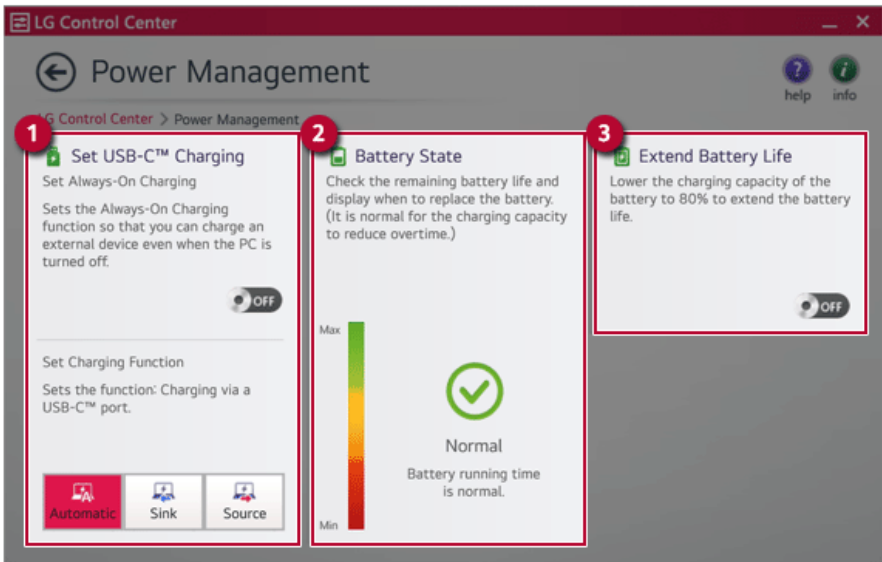 LG Control Center
Power Management
help
info
LG Control Center > Power Management
1
Set USB-C™ Charging
Set Always-On Charging
Sets the Always-On Charging
function so that you can charge an
external device even when the PC is
turned off.
OFF
Set Charging Function
Sets the function: Charging via a
USB-C™ port.
Automatic
Sink
Source
2
Battery State
Check the remaining battery life and
display when to replace the battery.
(It is normal for the charging capacity
to reduce overtime.)
Max
Min
Normal
Battery running time
is normal.
3
Extend Battery Life
Lower the charging capacity of the
battery to 80% to extend the battery
life.
OFF